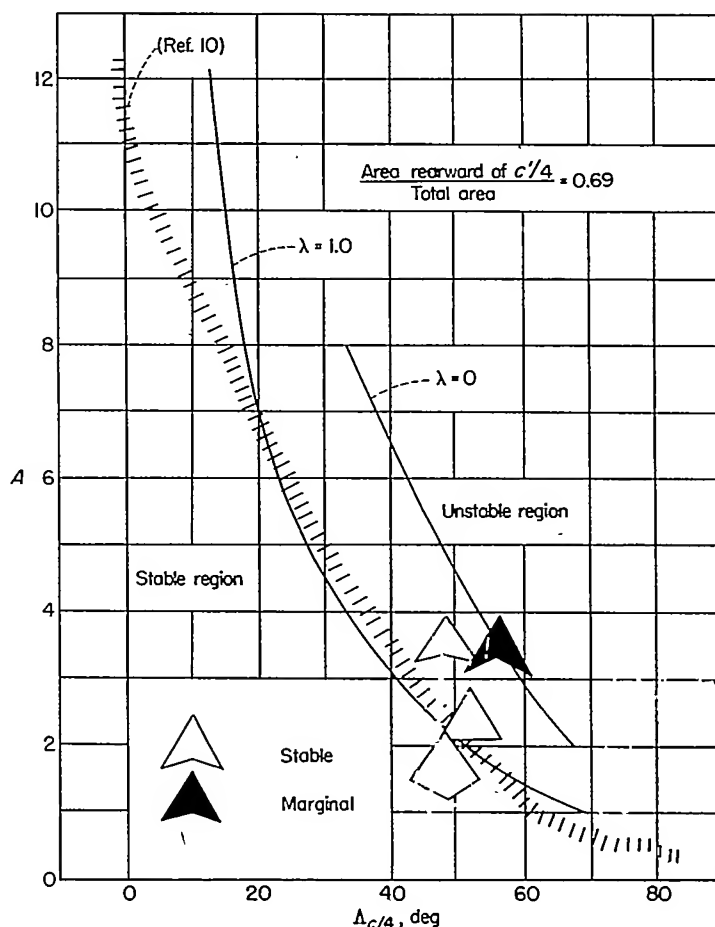 (Ref. 10)
12
Area rearward of c'/4
Total area
= 0.69
10
λ = 1.0
8
λ = 0
A
6
Unstable region
Stable region
4
2
Stable
Marginal
0
0 20 40 60 80
Λc/4, deg